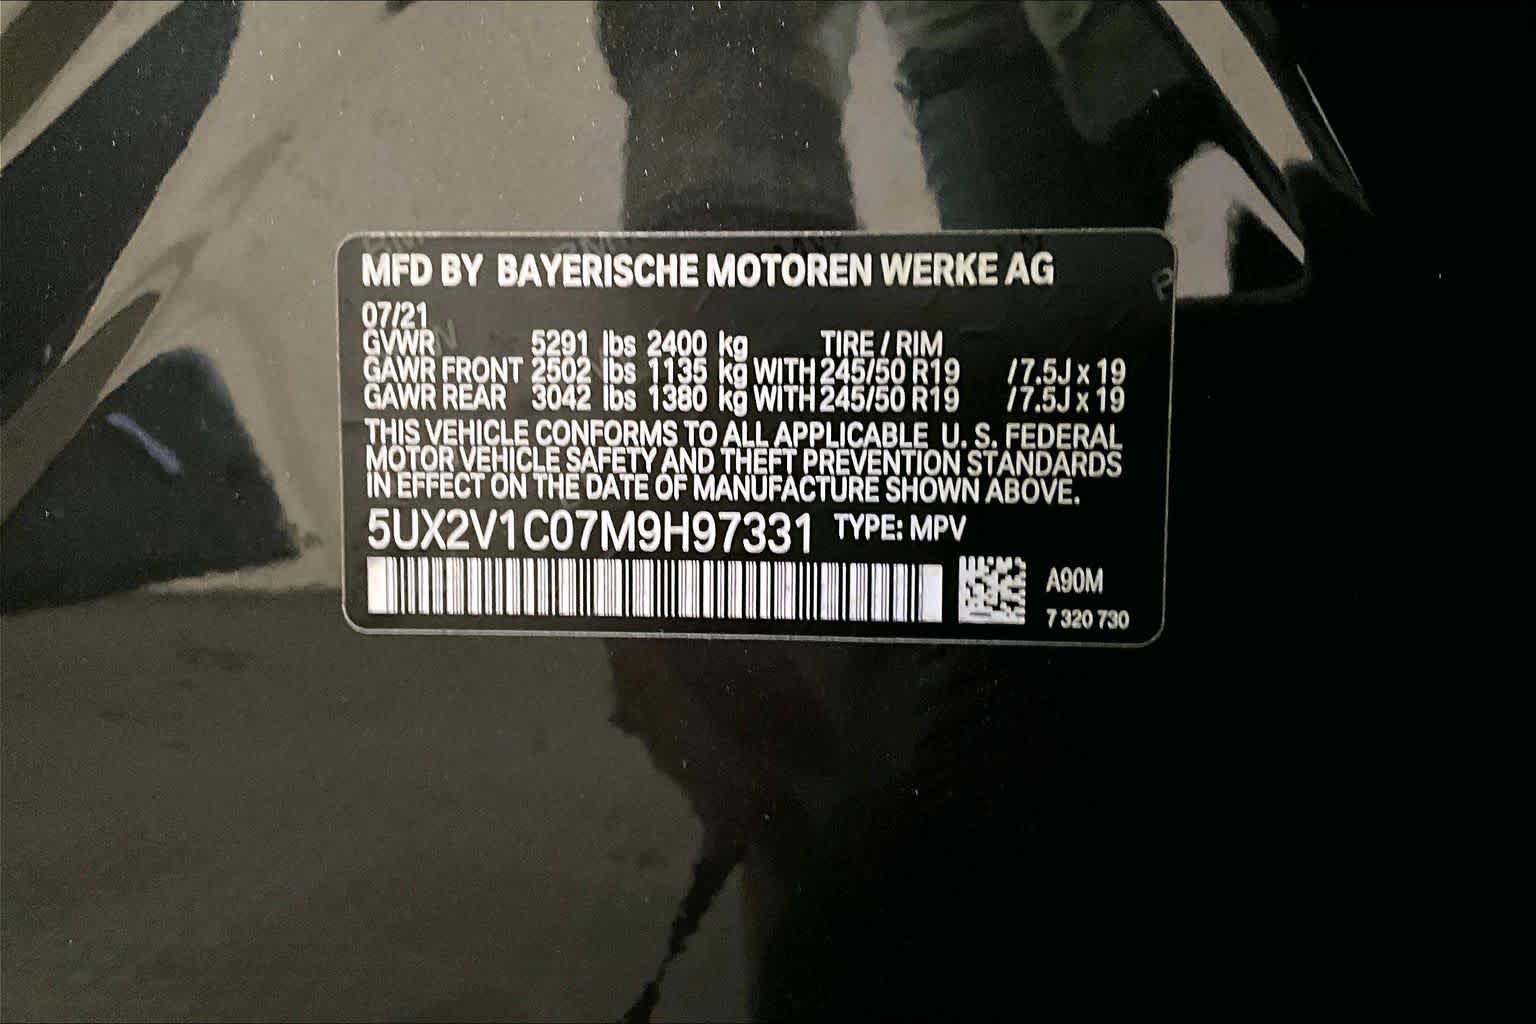 MFD BY BAYERISCHE MOTOREN WERKE AG
07/21
GVWR 5291 lbs 2400 kg TIRE / RIM
GAWR FRONT 2502 lbs 1135 kg WITH 245/50 R19 /7.5J x 19
GAWR REAR 3042 lbs 1380 kg WITH 245/50 R19 /7.5J x 19
THIS VEHICLE CONFORMS TO ALL APPLICABLE U. S. FEDERAL
MOTOR VEHICLE SAFETY AND THEFT PREVENTION STANDARDS
IN EFFECT ON THE DATE OF MANUFACTURE SHOWN ABOVE.
5UX2V1C07M9H97331 TYPE: MPV
A90M
7 320 730